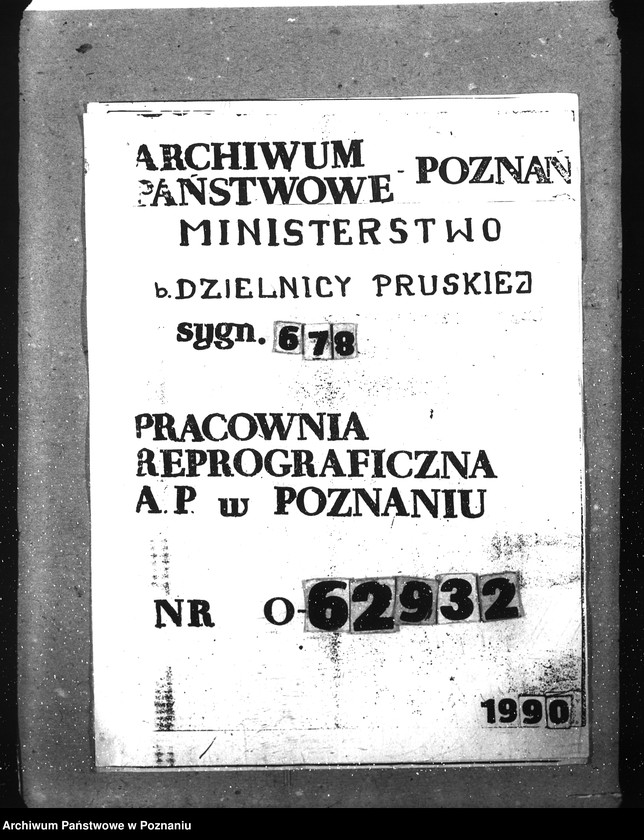 ARCHIWUM
PAŃSTWOWE - POZNAŃ
MINISTERSTWO
b. DZIELNICY PRUSKIEJ
sygn. 678
PRACOWNIA
REPROGRAFICZNA
A.P. w POZNANIU
NR O-62932
1990
Archiwum Państwowe w Poznaniu